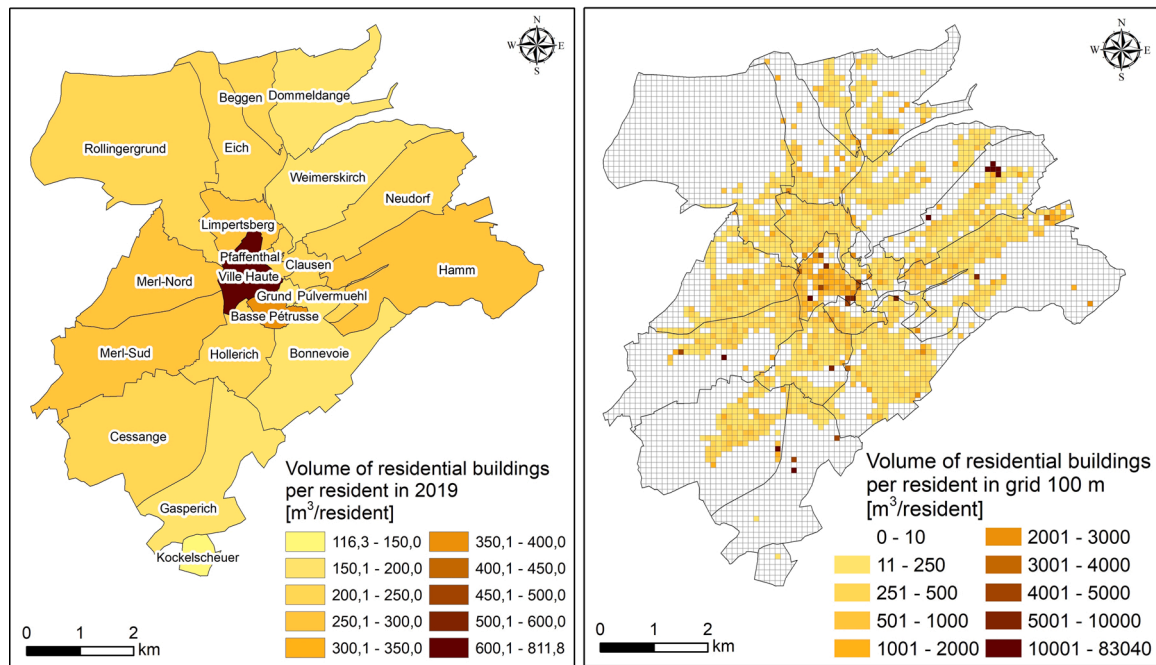 N
W E
S
Beggen
Dommeldange
Rollingergrund
Eich
Weimerskirch
Neudorf
Limpertsberg
Pfaffenthal
Clausen
Merl-Nord
Ville Haute
Hamm
Grund
Pulvermuehl
Basse Pétrusse
Merl-Sud
Hollerich
Bonnevoie
Cessange
Gasperich
Kockelscheuer
Volume of residential buildings
per resident in 2019
[m³/resident]
116,3 - 150,0
150,1 - 200,0
200,1 - 250,0
250,1 - 300,0
300,1 - 350,0
350,1 - 400,0
400,1 - 450,0
450,1 - 500,0
500,1 - 600,0
600,1 - 811,8
0 1 2
km
N
W E
S
Volume of residential buildings
per resident in grid 100 m
[m³/resident]
0 - 10
11 - 250
251 - 500
501 - 1000
1001 - 2000
2001 - 3000
3001 - 4000
4001 - 5000
5001 - 10000
10001 - 83040
0 1 2
km